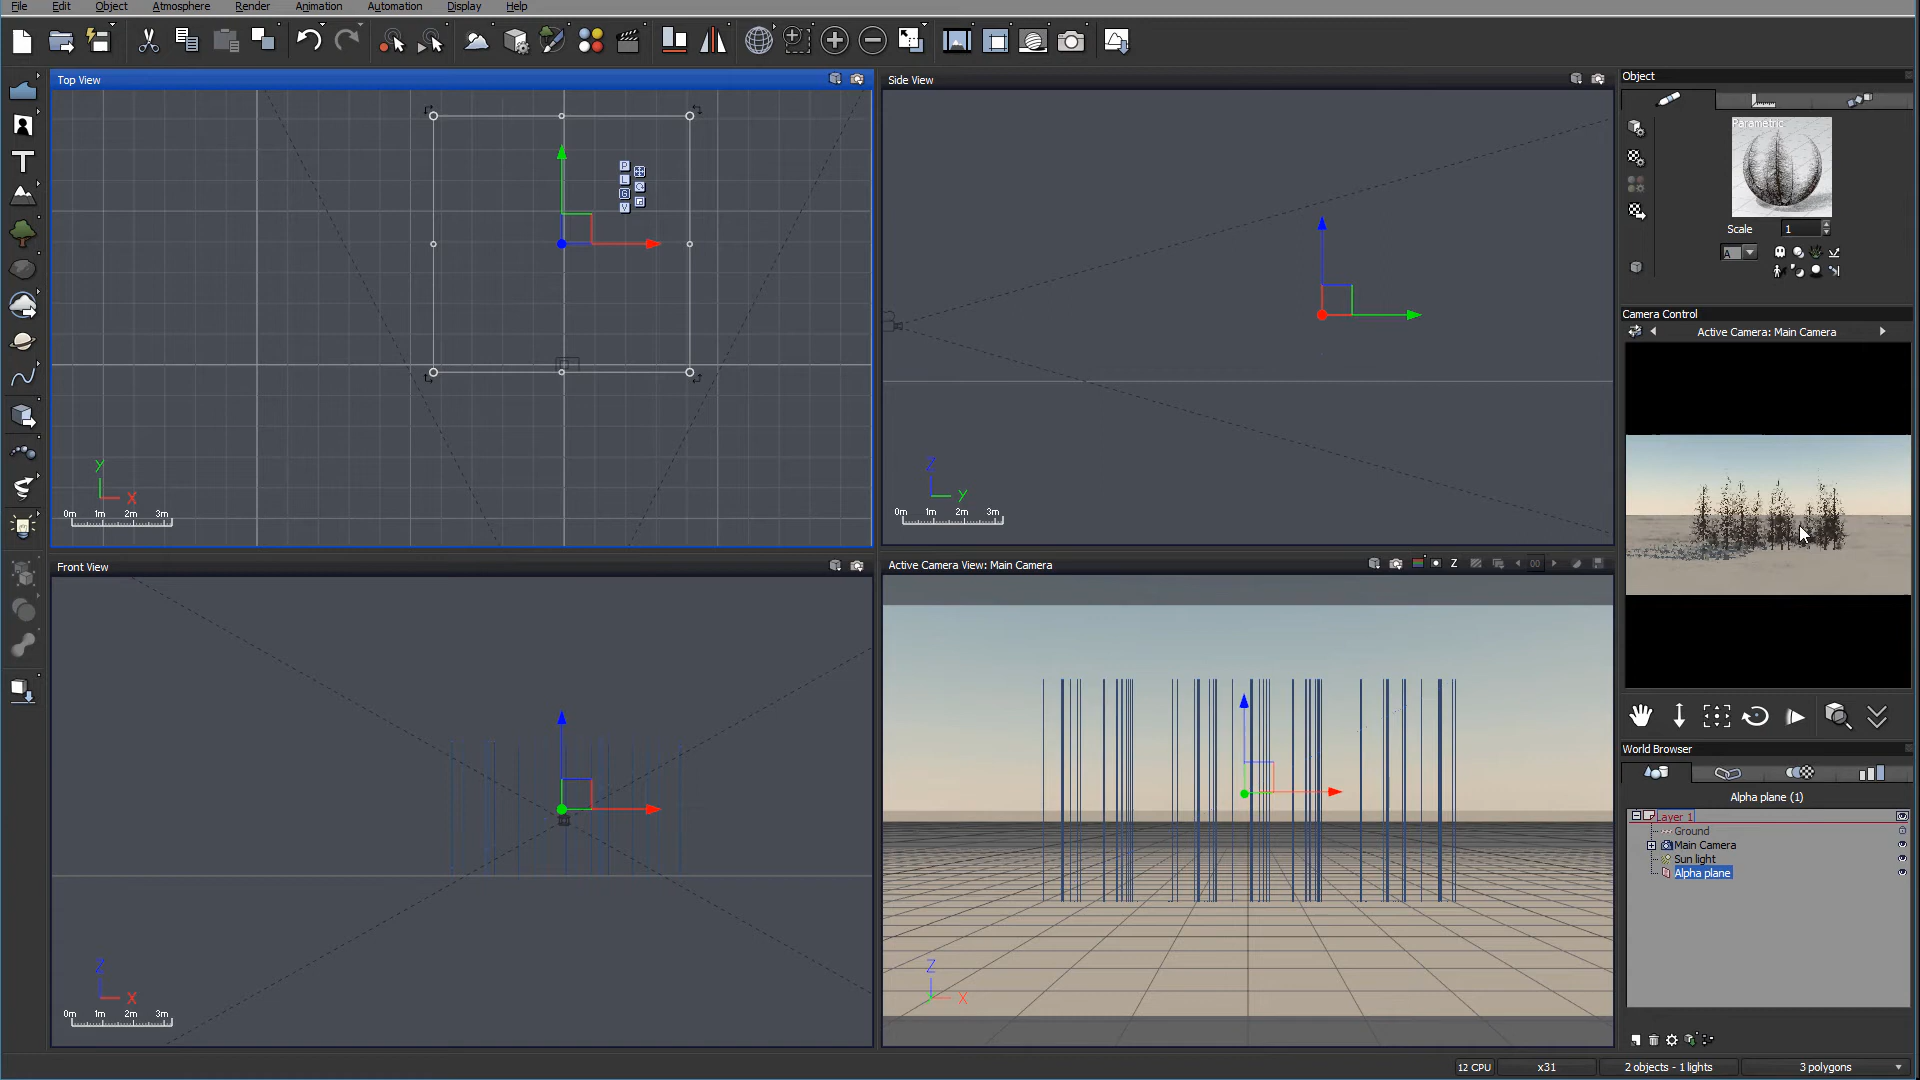 File Edit Object Atmosphere Render Animation Automation Display Help
Top View
Side View
Object
Parametric
P
L
G
V
Scale 1
A
Camera Control
Active Camera: Main Camera
Y
X
0m 1m 2m 3m
Z
Y
0m 1m 2m 3m
Front View
Active Camera View: Main Camera
Z
00
World Browser
Alpha plane (1)
Layer 1
Ground
Main Camera
Sun light
Alpha plane
Z
X
0m 1m 2m 3m
Z
X
12 CPU x31 2 objects - 1 lights 3 polygons